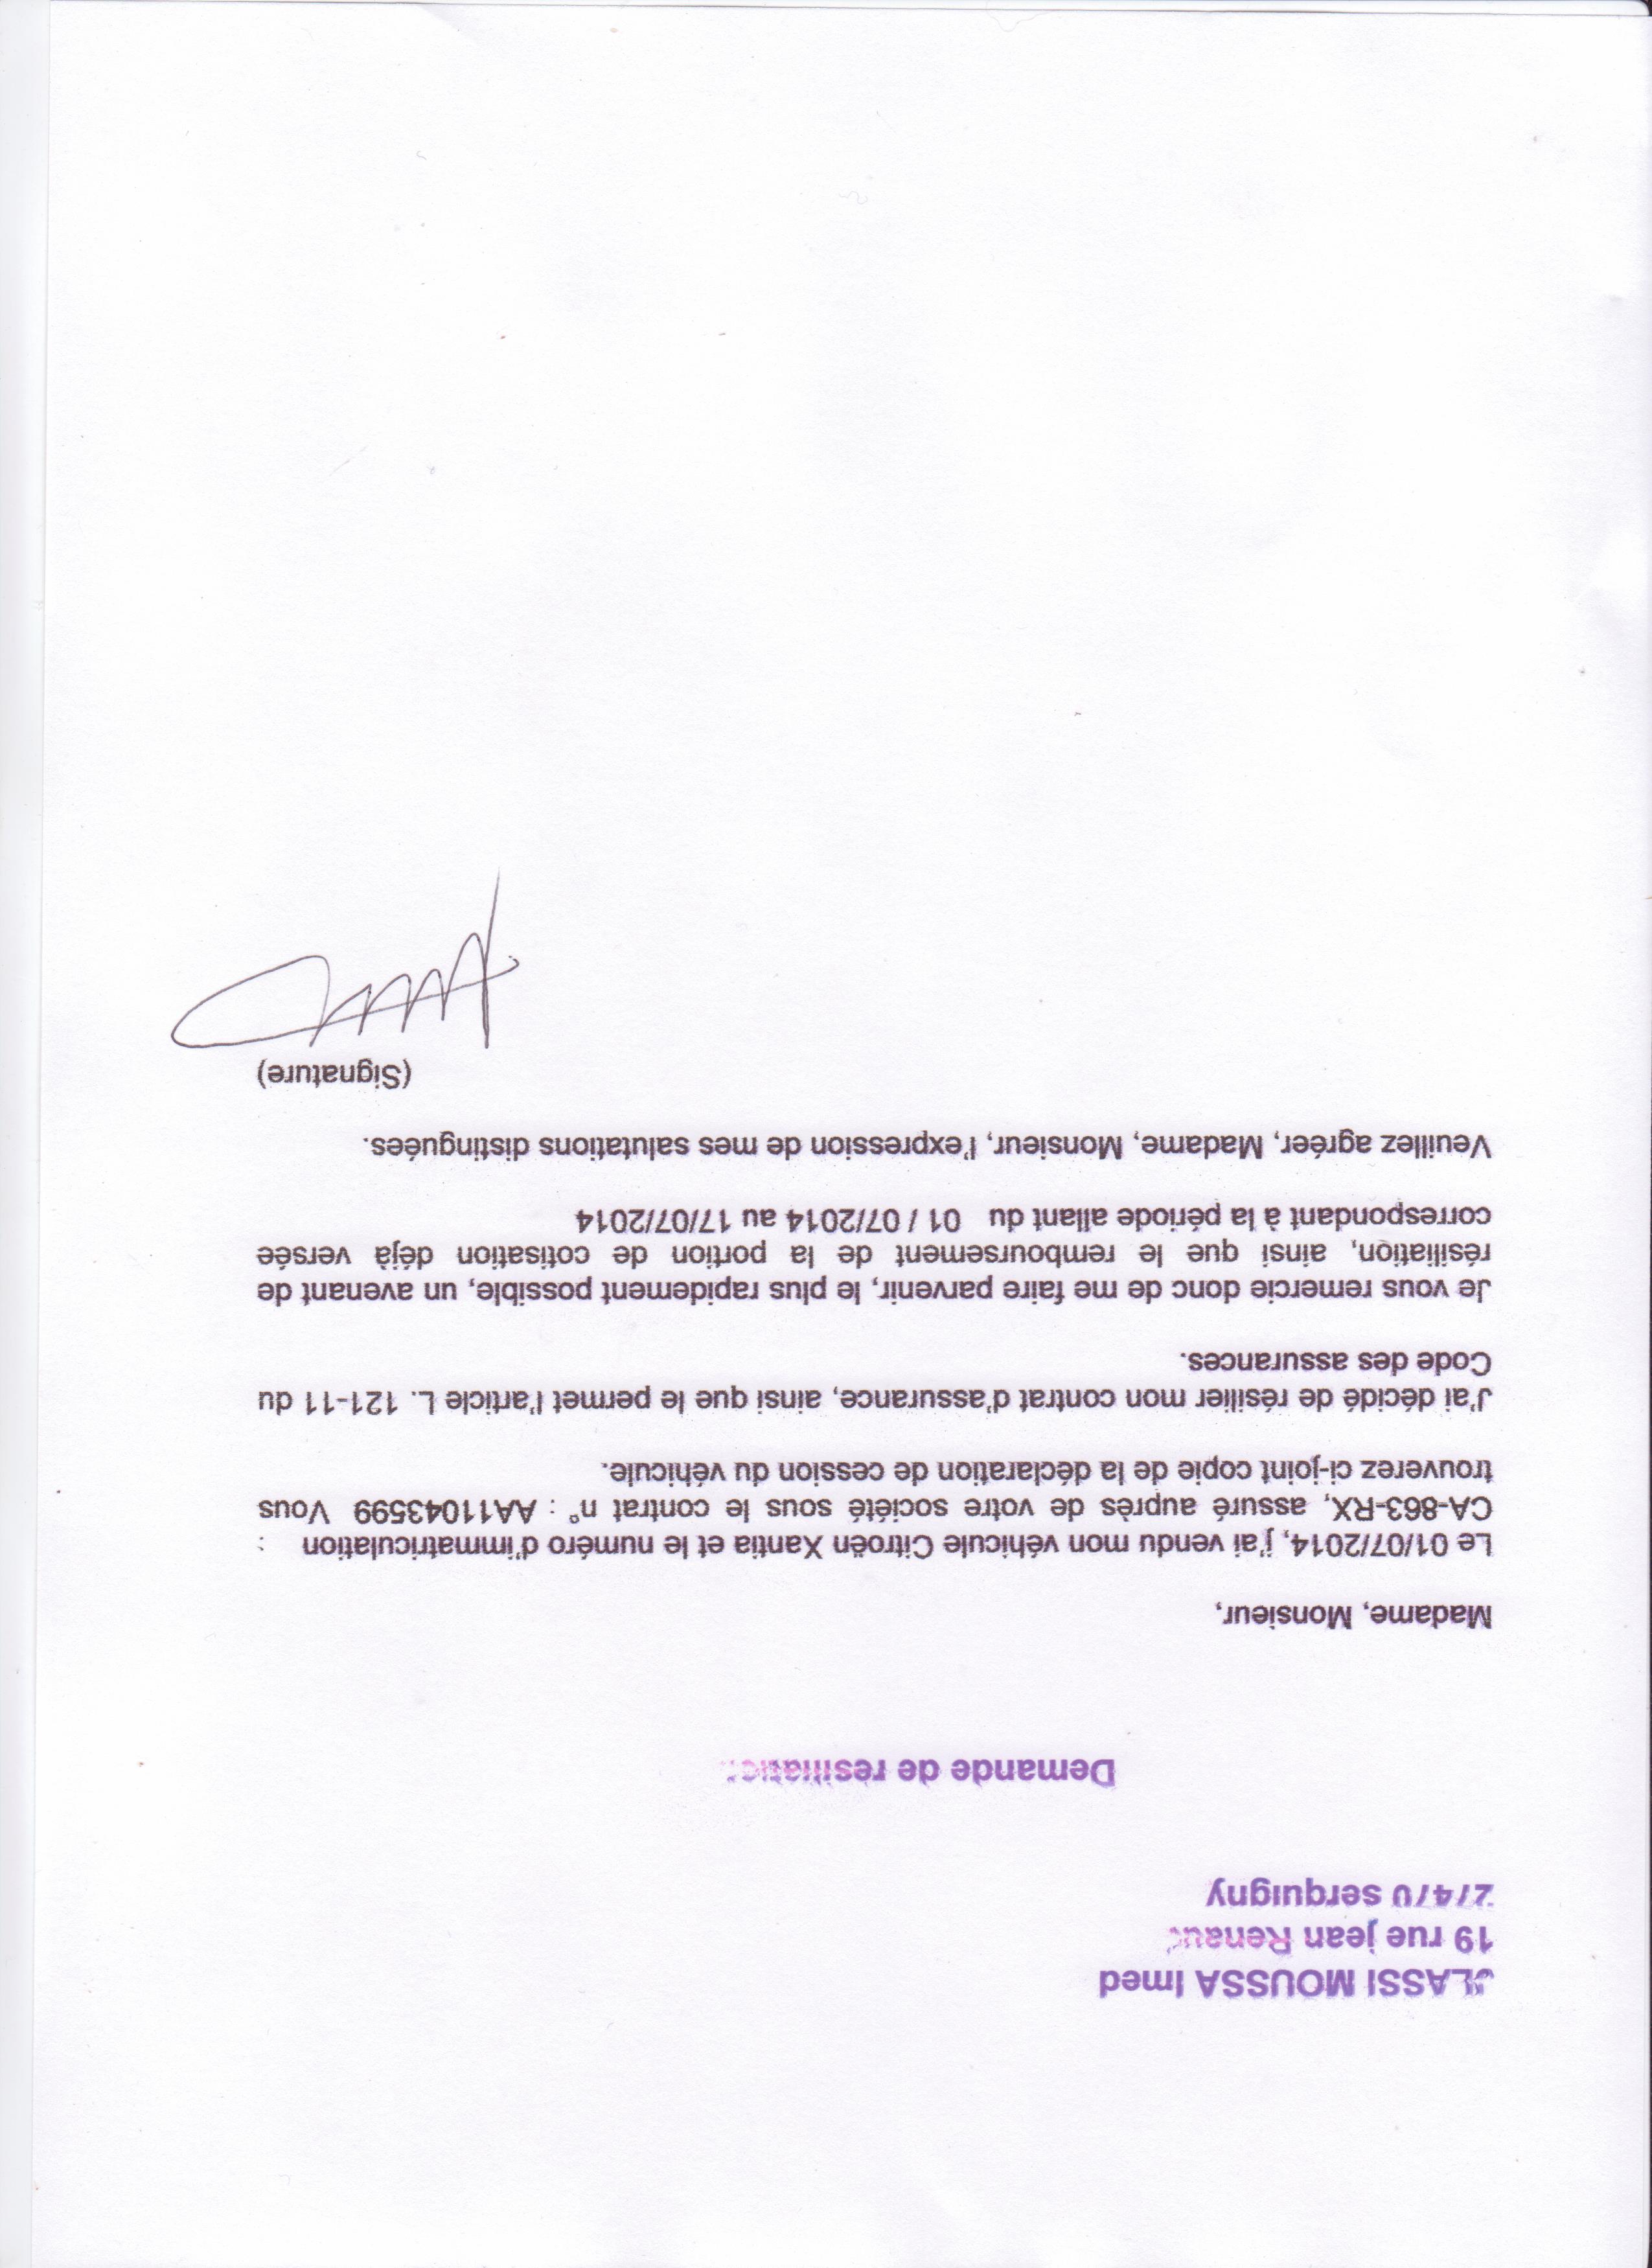 JLASSI MOUSSA Imed
19 rue jean Renaud
27470 serquigny
Demande de résiliation
Madame, Monsieur,
Le 01/07/2014, j'ai vendu mon véhicule Citroën Xantia et le numéro d'immatriculation :
CA-863-RX, assuré auprès de votre société sous le contrat n° : AA11043599 Vous
trouverez ci-joint copie de la déclaration de cession du véhicule.
J'ai décidé de résilier mon contrat d'assurance, ainsi que le permet l'article L. 121-11 du
Code des assurances.
Je vous remercie donc de me faire parvenir, le plus rapidement possible, un avenant de
résiliation, ainsi que le remboursement de la portion de cotisation déjà versée
correspondant à la période allant du 01 / 07/2014 au 17/07/2014
Veuillez agréer, Madame, Monsieur, l'expression de mes salutations distinguées.
(Signature)